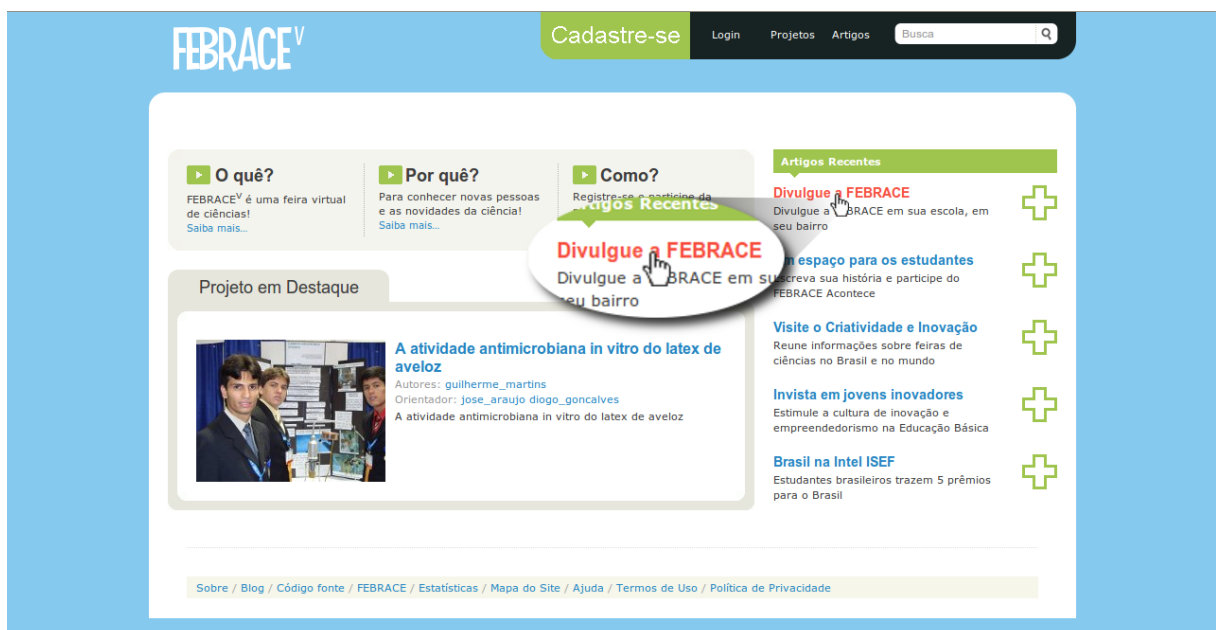 FEBRACE V
Cadastre-se
Login
Projetos
Artigos
Busca
O quê?
FEBRACE V é uma feira virtual
de ciências!
Saiba mais...
Por quê?
Para conhecer novas pessoas
e as novidades da ciência!
Saiba mais...
Como?
Registre-se e participe da
Artigos Recentes
Divulgue a FEBRACE
Divulgue a BRACE em
seu bairro
Projeto em Destaque
A atividade antimicrobiana in vitro do latex de
aveloz
Autores: guilherme_martins
Orientador: jose_araujo diogo_goncalves
A atividade antimicrobiana in vitro do latex de aveloz
Artigos Recentes
Divulgue a FEBRACE
Divulgue a BRACE em sua escola, em
seu bairro
espaço para os estudantes
screva sua história e participe do
FEBRACE Acontece
Visite o Criatividade e Inovação
Reune informações sobre feiras de
ciências no Brasil e no mundo
Invista em jovens inovadores
Estimule a cultura de inovação e
empreendedorismo na Educação Básica
Brasil na Intel ISEF
Estudantes brasileiros trazem 5 prêmios
para o Brasil
Sobre / Blog / Código fonte / FEBRACE / Estatísticas / Mapa do Site / Ajuda / Termos de Uso / Política de Privacidade